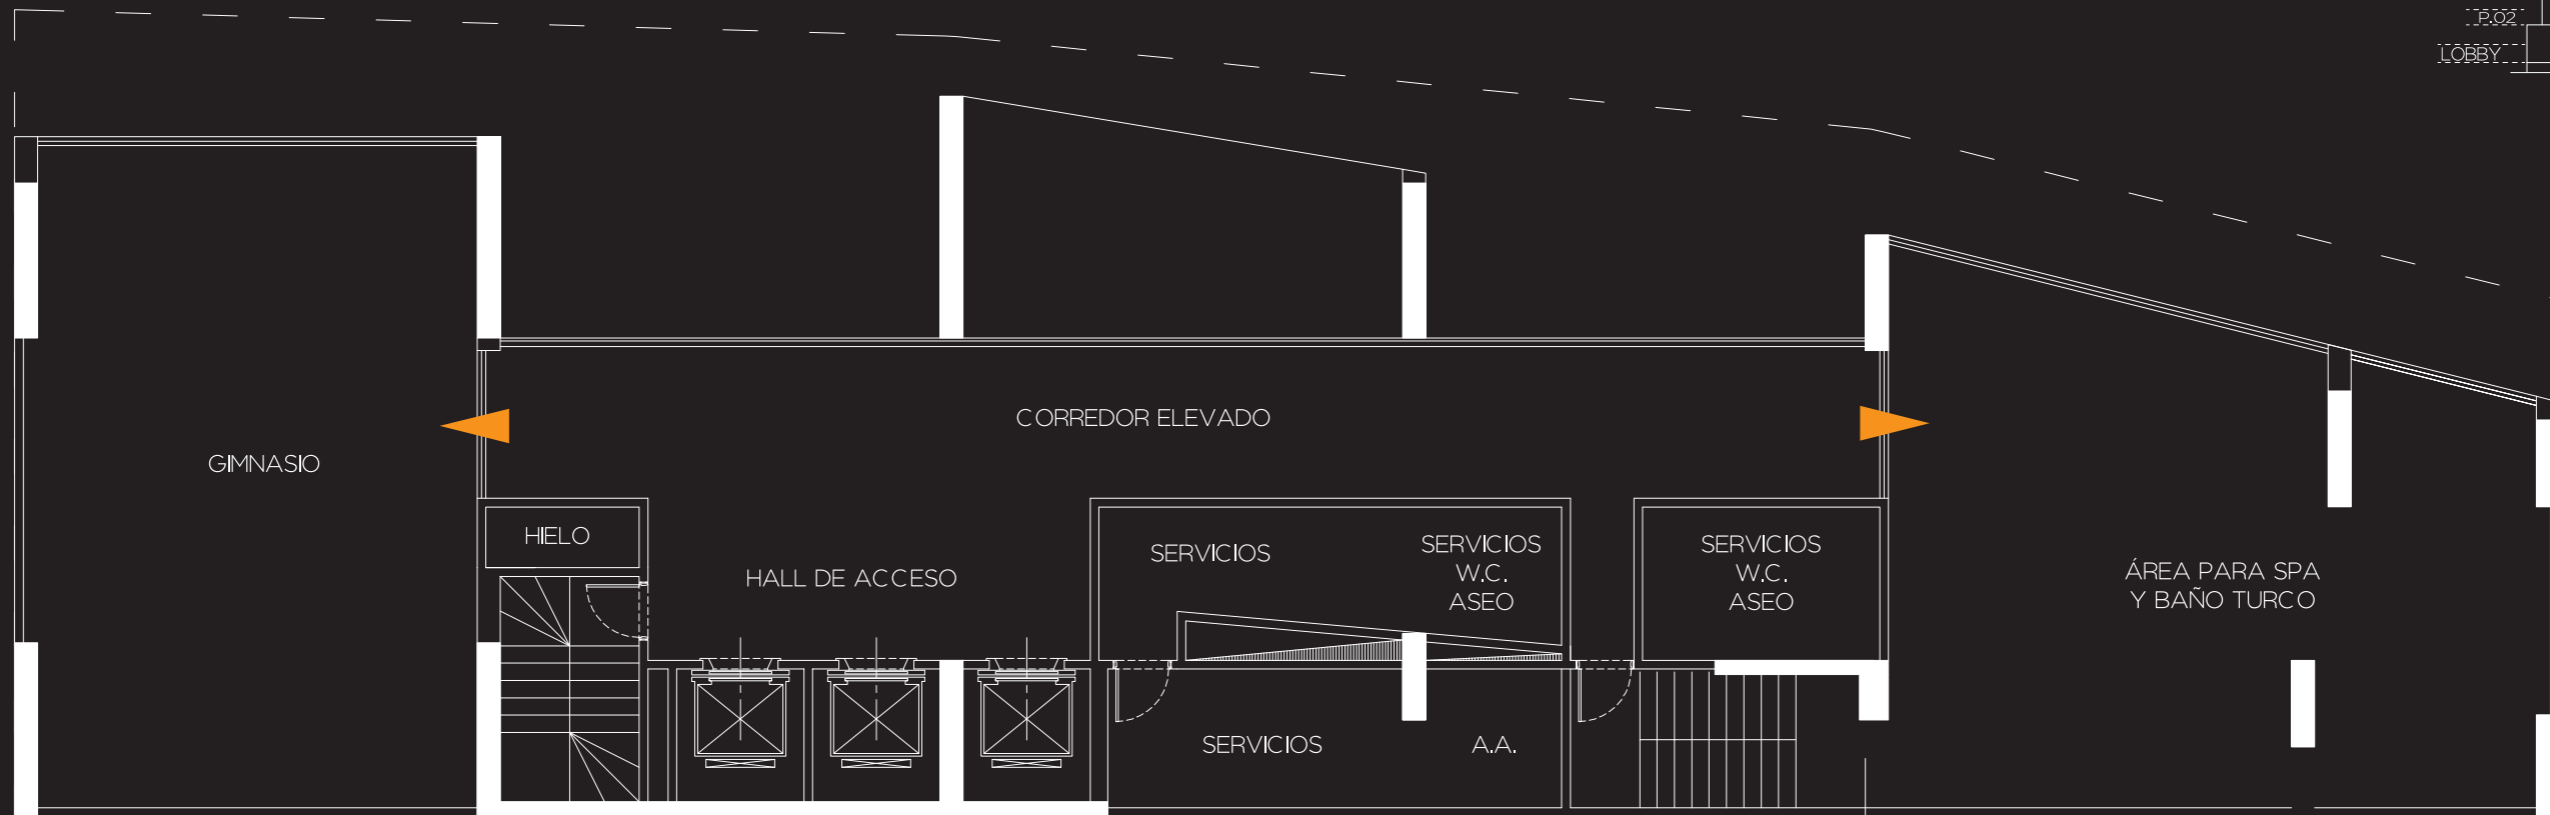 P.02
LOBBY
CORREDOR ELEVADO
GIMNASIO
HIELO
HALL DE ACCESO
SERVICIOS
SERVICIOS
W.C.
ASEO
SERVICIOS
W.C.
ASEO
ÁREA PARA SPA
Y BAÑO TURCO
SERVICIOS
A.A.